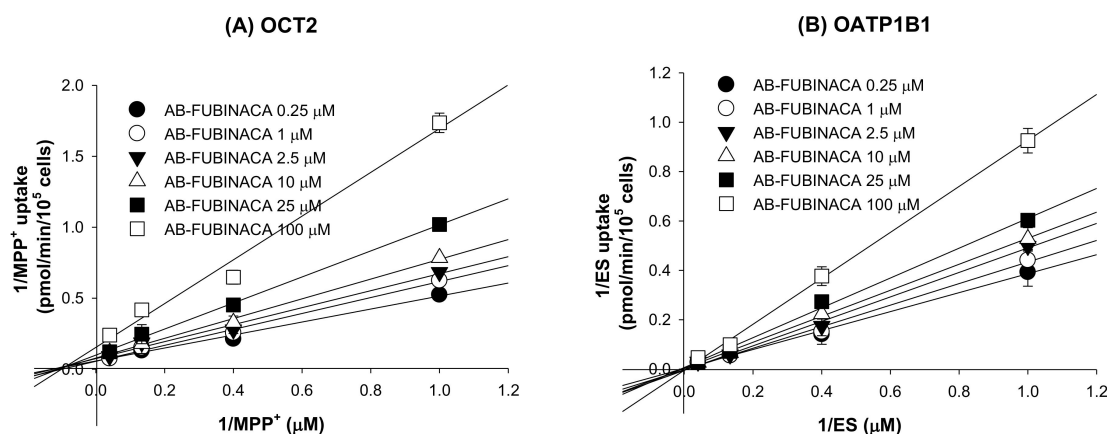 (A) OCT2
1/MPP⁺ uptake
(pmol/min/10⁵ cells)
2.0
1.5
1.0
0.5
0.0
AB-FUBINACA 0.25 μM
AB-FUBINACA 1 μM
AB-FUBINACA 2.5 μM
AB-FUBINACA 10 μM
AB-FUBINACA 25 μM
AB-FUBINACA 100 μM
0.0 0.2 0.4 0.6 0.8 1.0 1.2
1/MPP⁺ (μM)
(B) OATP1B1
1/ES uptake
(pmol/min/10⁵ cells)
1.2
1.0
0.8
0.6
0.4
0.2
0.0
AB-FUBINACA 0.25 μM
AB-FUBINACA 1 μM
AB-FUBINACA 2.5 μM
AB-FUBINACA 10 μM
AB-FUBINACA 25 μM
AB-FUBINACA 100 μM
0.0 0.2 0.4 0.6 0.8 1.0 1.2
1/ES (μM)